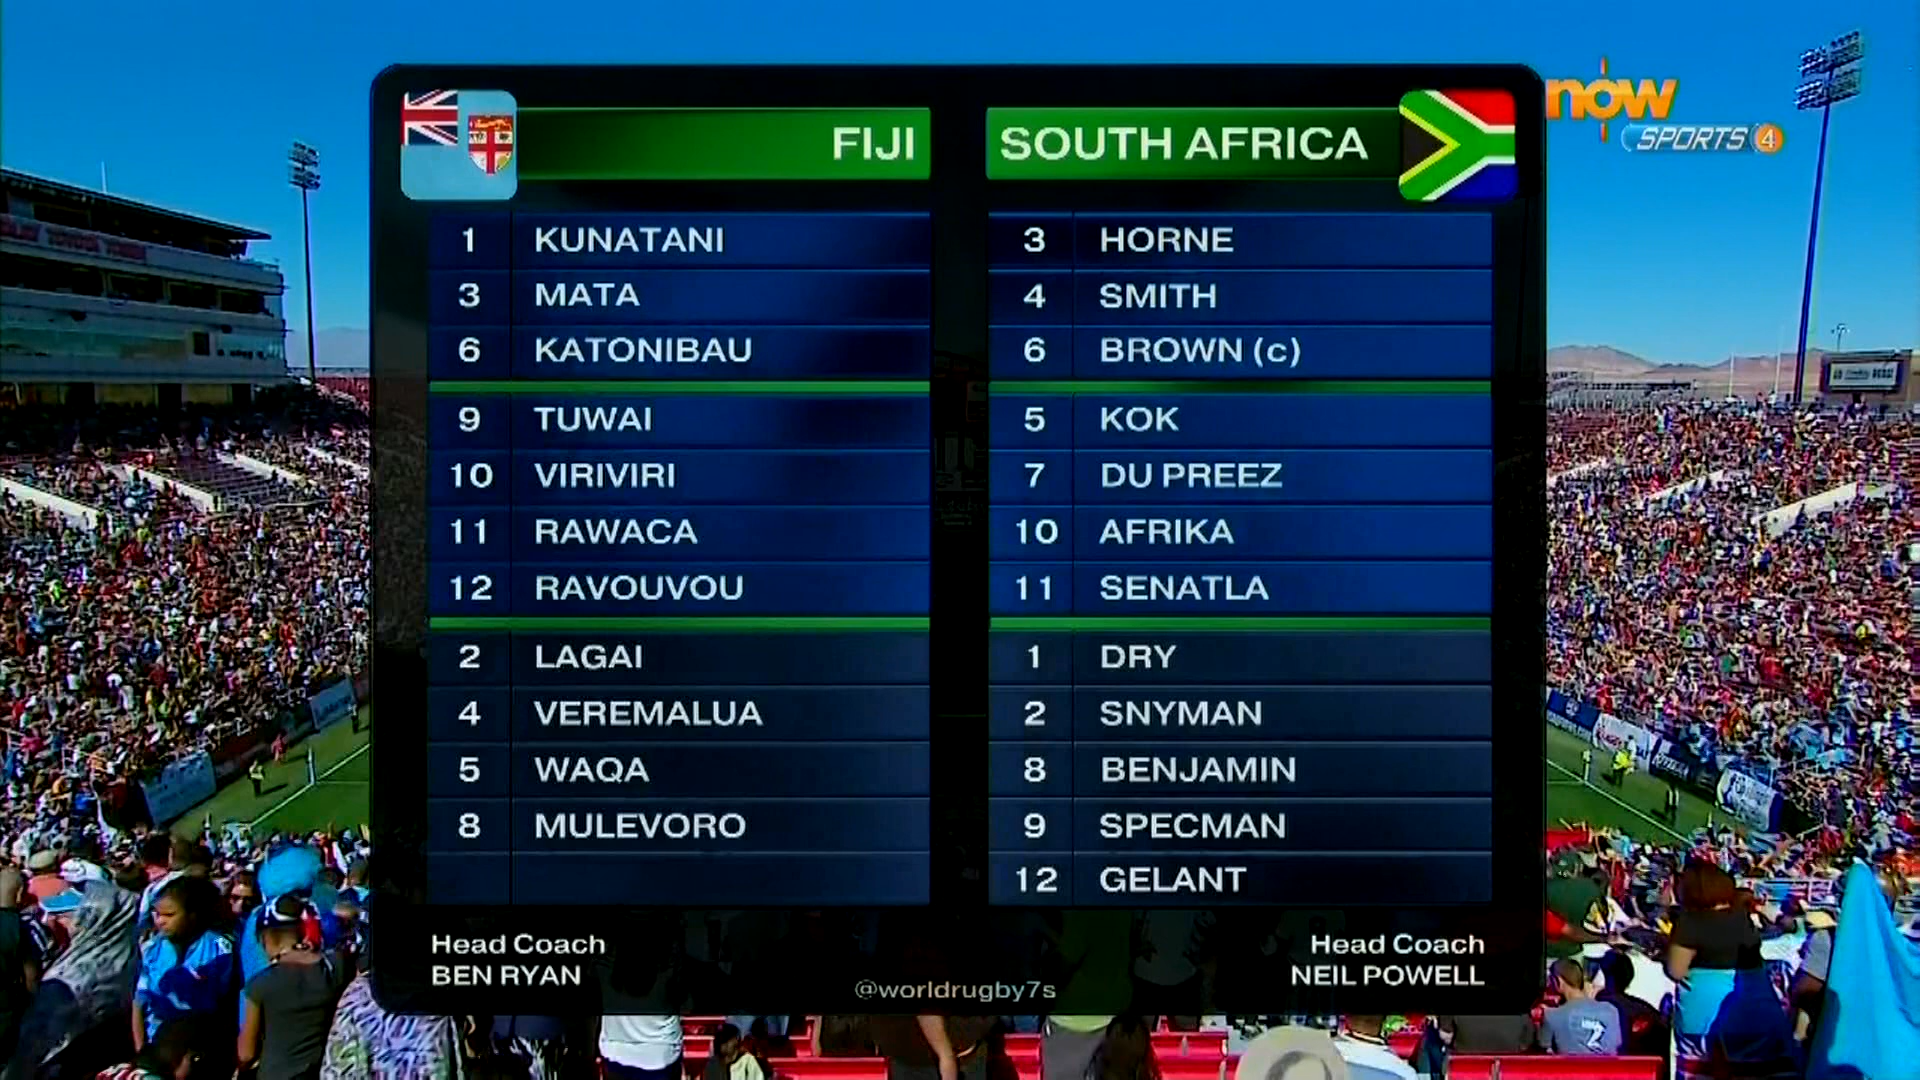 FIJI
1 KUNATANI
3 MATA
6 KATONIBAU
9 TUWAI
10 VIRIVIRI
11 RAWACA
12 RAVOUVOU
2 LAGAI
4 VEREMALUA
5 WAQA
8 MULEVORO
Head Coach
BEN RYAN
SOUTH AFRICA
3 HORNE
4 SMITH
6 BROWN (c)
5 KOK
7 DU PREEZ
10 AFRIKA
11 SENATLA
1 DRY
2 SNYMAN
8 BENJAMIN
9 SPECMAN
12 GELANT
Head Coach
NEIL POWELL
@worldrugby7s
now
SPORTS 4